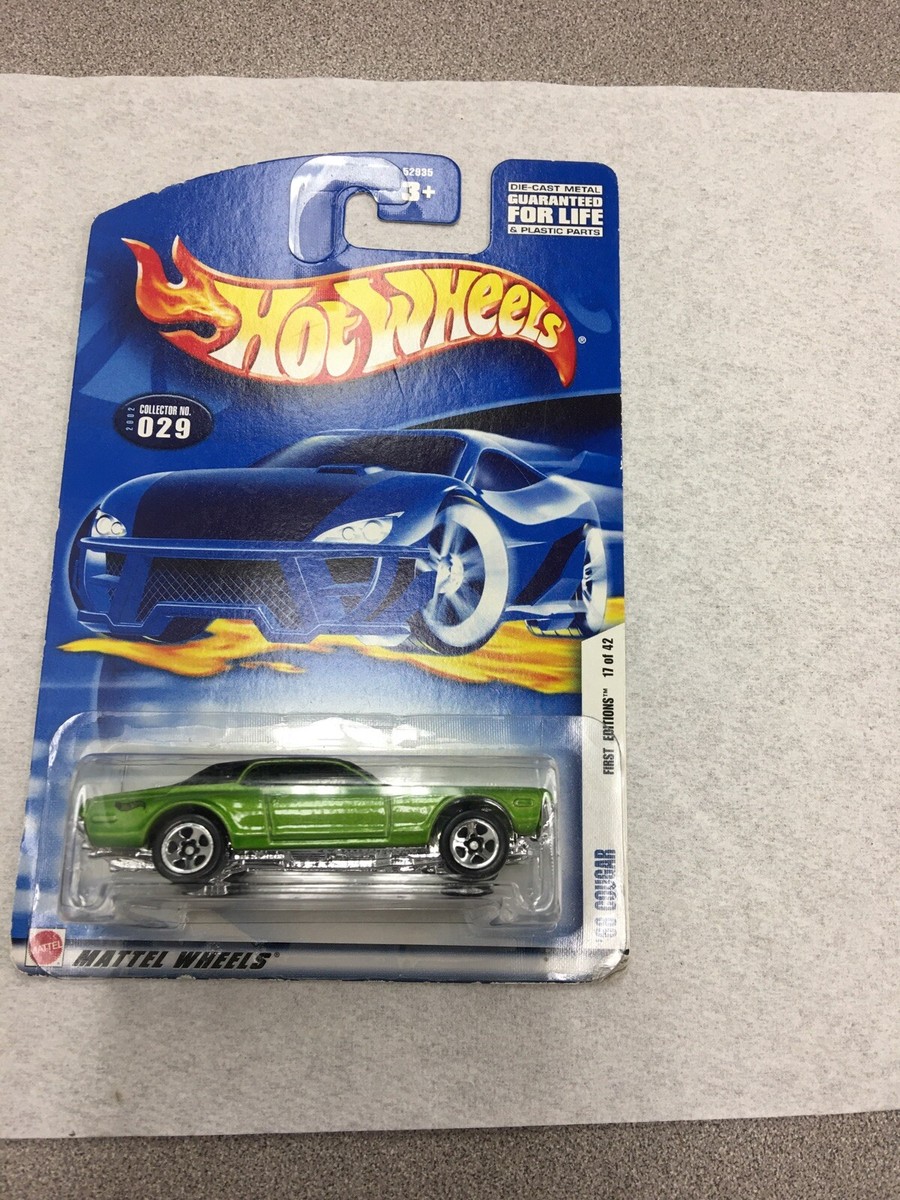 52935
3+
DIE-CAST METAL
GUARANTEED
FOR LIFE
& PLASTIC PARTS
HOT WHEELS®
2002
COLLECTOR NO.
029
FIRST EDITIONS™ 17 of 42
'68 COUGAR
MATTEL
MATTEL WHEELS®